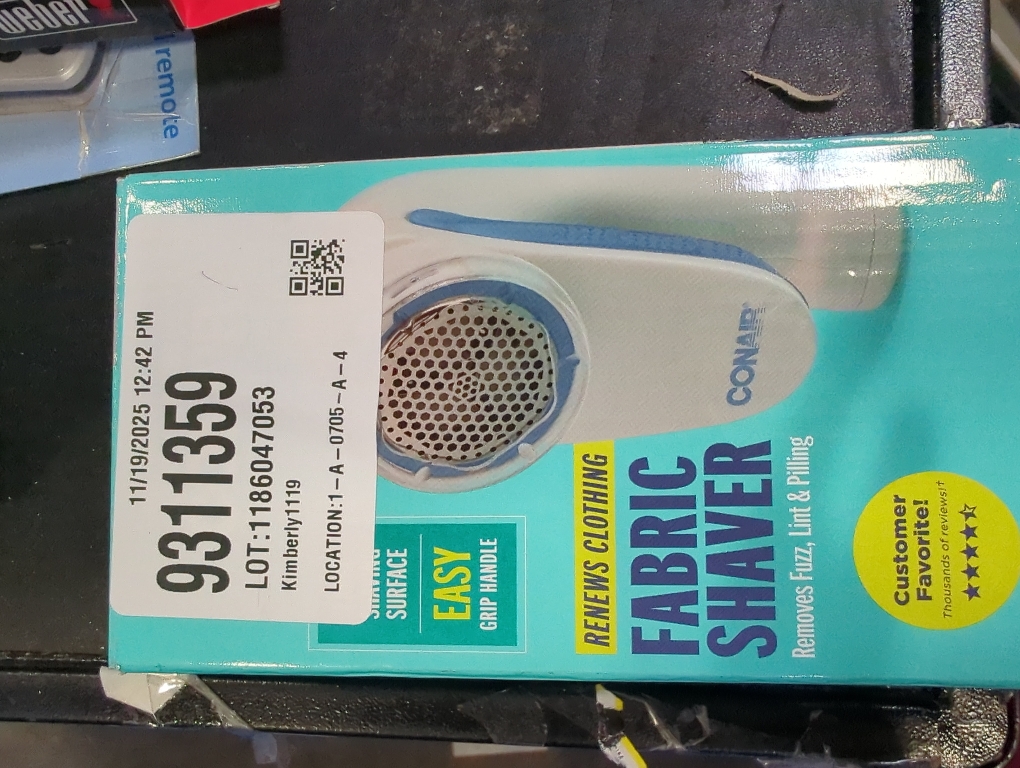 weber
remote
11/19/2025 12:42 PM
9311359
LOT:1186047053
Kimberly1119
LOCATION:1-A-0705-A-4
SURFACE
EASY
GRIP HANDLE
CONAIR
RENEWS CLOTHING
FABRIC
SHAVER
Removes Fuzz, Lint & Pilling
Customer
Favorite!
Thousands of reviews!†